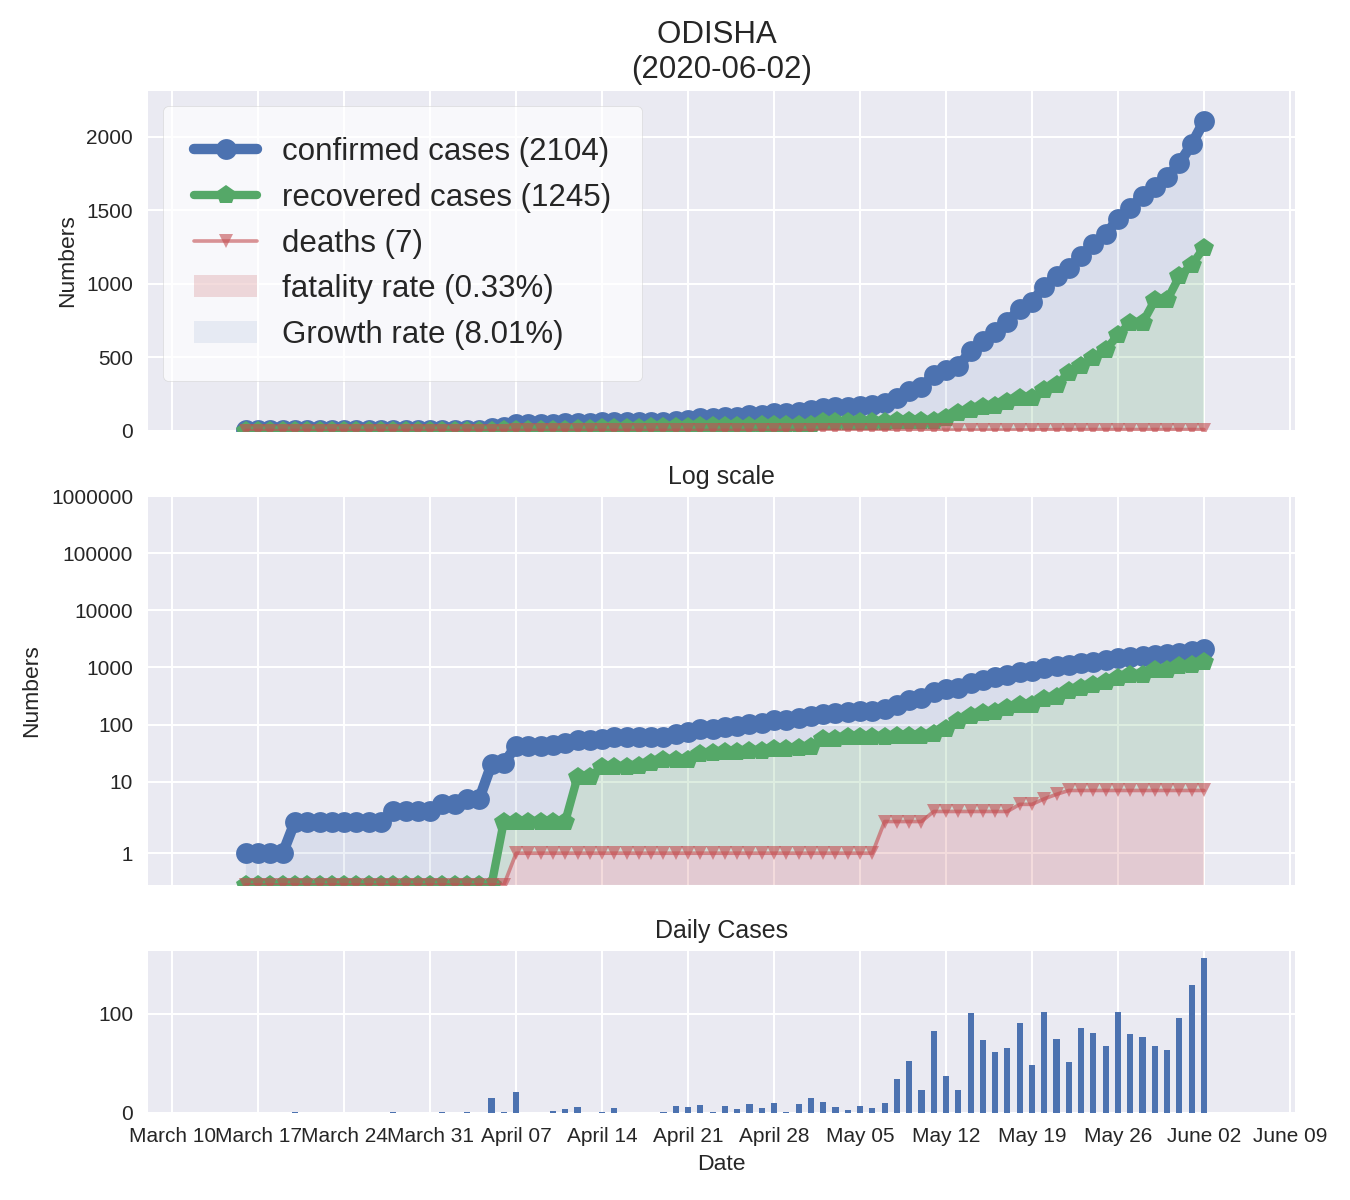 ODISHA
(2020-06-02)
confirmed cases (2104)
recovered cases (1245)
deaths (7)
fatality rate (0.33%)
Growth rate (8.01%)
Numbers
2000
1500
1000
500
0
Log scale
Numbers
1000000
100000
10000
1000
100
10
1
Daily Cases
100
0
March 10 March 17 March 24 March 31 April 07 April 14 April 21 April 28 May 05 May 12 May 19 May 26 June 02 June 09
Date